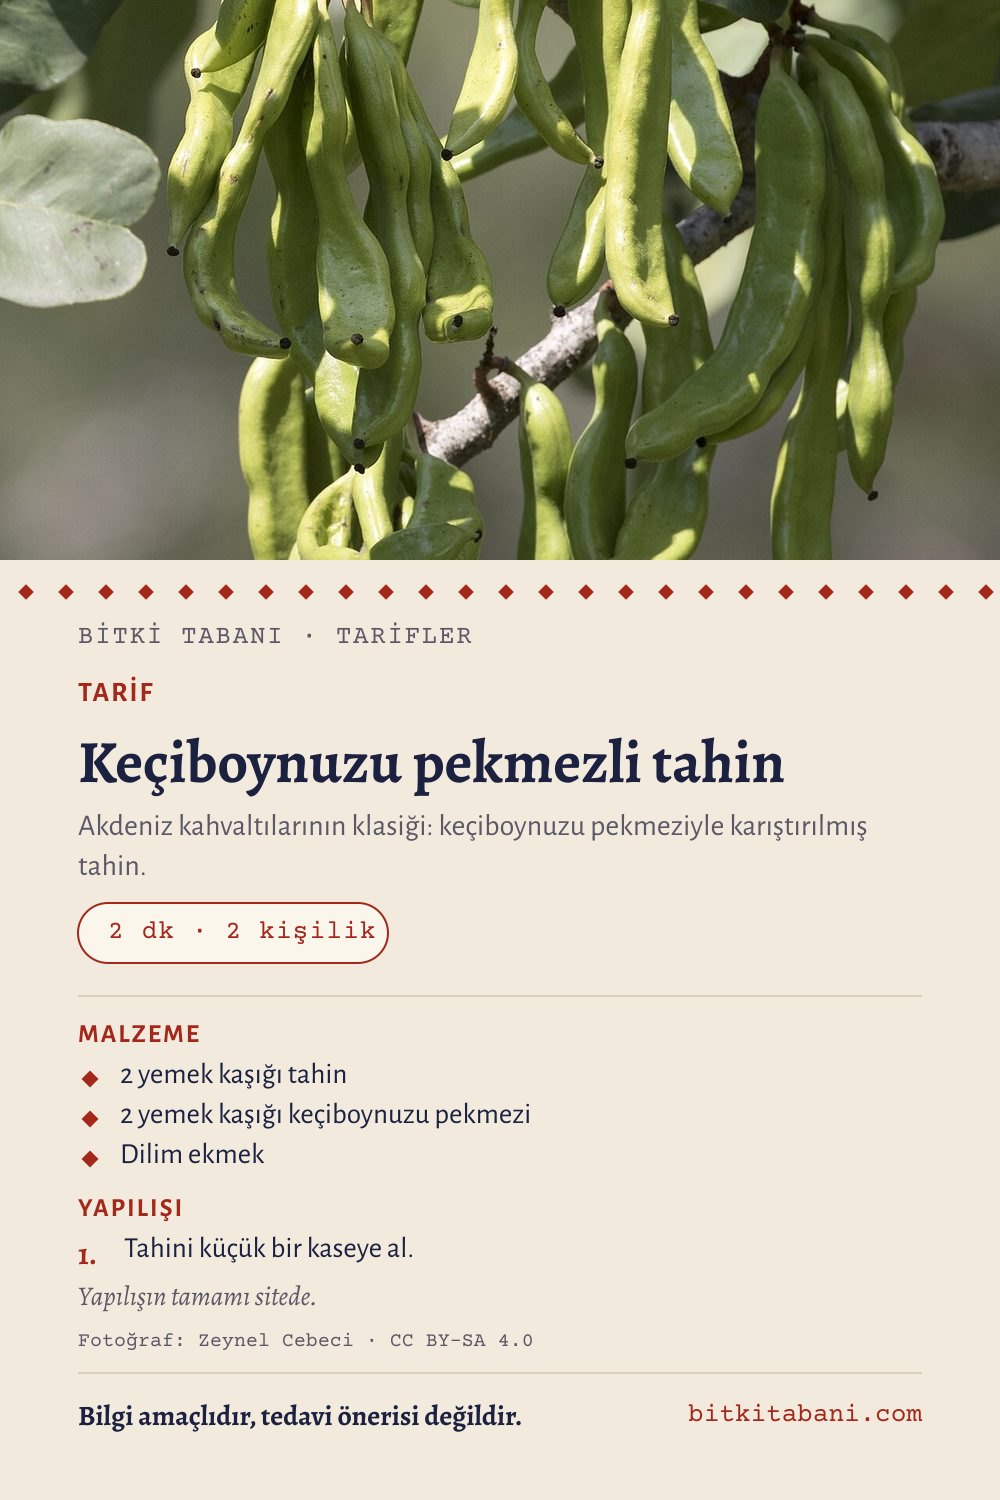 BİTKİ TABANI · TARİFLER
TARİF
Keçiboynuzu pekmezli tahin
Akdeniz kahvaltılarının klasiği: keçiboynuzu pekmeziyle karıştırılmış
tahin.
2 dk · 2 kişilik
MALZEME
2 yemek kaşığı tahin
2 yemek kaşığı keçiboynuzu pekmezi
Dilim ekmek
YAPILIŞI
1. Tahini küçük bir kaseye al.
Yapılışın tamamı sitede.
Fotoğraf: Zeynel Cebeci · CC BY-SA 4.0
Bilgi amaçlıdır, tedavi önerisi değildir. bitkitabani.com